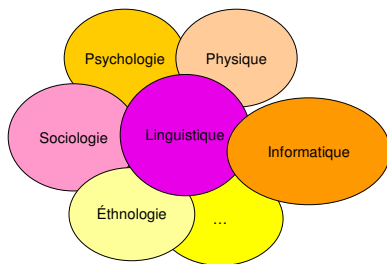 Psychologie
Physique
Sociologie
Linguistique
Informatique
Éthnologie
...